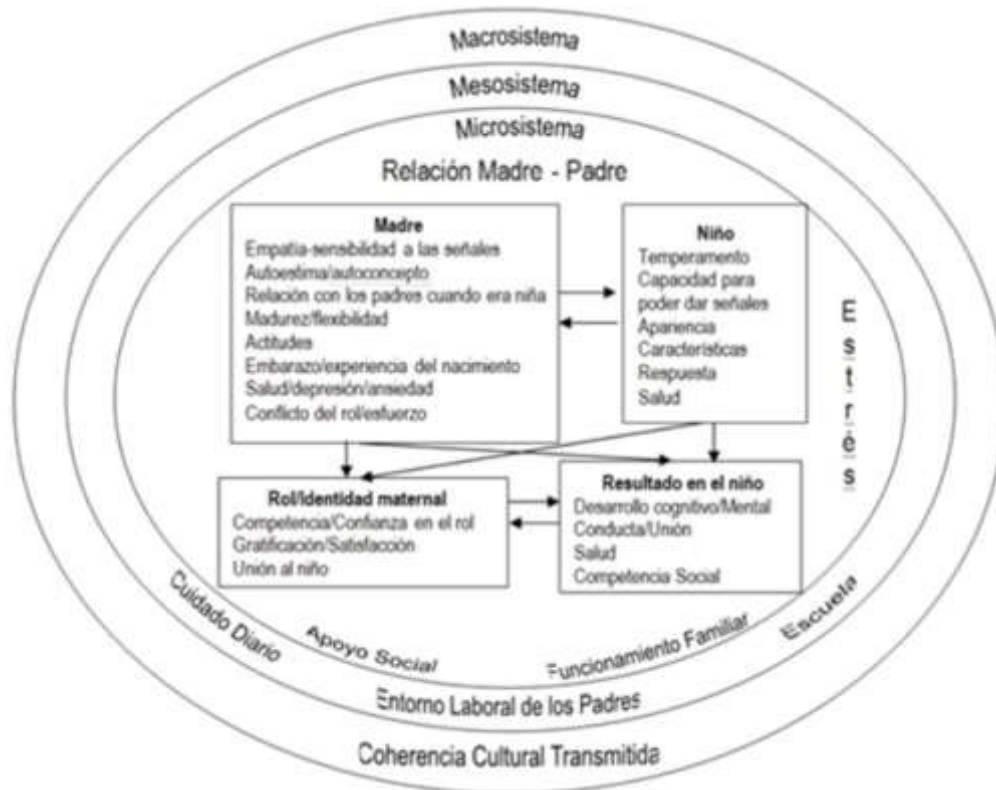 Macrosistema
Mesosistema
Microsistema
Relación Madre - Padre
Madre
Empatía-sensibilidad a las señales
Autoestima/autoconcepto
Relación con los padres cuando era niña
Madurez/flexibilidad
Actitudes
Embarazo/experiencia del nacimiento
Salud/depresión/ansiedad
Conflicto del rol/esfuerzo
Niño
Temperamento
Capacidad para
poder dar señales
Apariencia
Características
Respuesta
Salud
Estrés
Rol/Identidad maternal
Competencia/Confianza en el rol
Gratificación/Satisfacción
Unión al niño
Resultado en el niño
Desarrollo cognitivo/Mental
Conducta/Unión
Salud
Competencia Social
Cuidado Diario
Apoyo Social
Funcionamiento Familiar
Escuela
Entorno Laboral de los Padres
Coherencia Cultural Transmitida